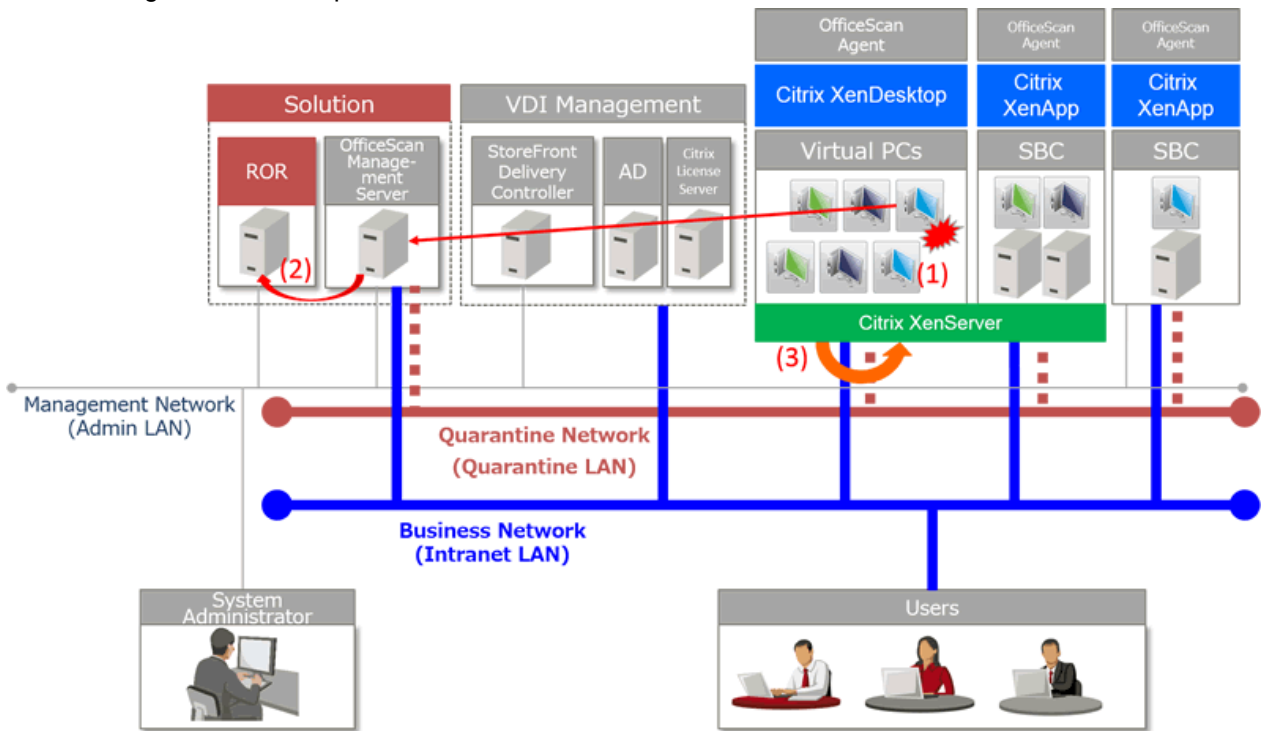 OfficeScan
Agent
OfficeScan
Agent
OfficeScan
Agent
Citrix XenDesktop
Citrix
XenApp
Citrix
XenApp
Solution
VDI Management
ROR
OfficeScan
Manage-
ment
Server
StoreFront
Delivery
Controller
AD
Citrix
License
Server
Virtual PCs
SBC
SBC
(1)
(2)
Citrix XenServer
(3)
Management Network
(Admin LAN)
Quarantine Network
(Quarantine LAN)
Business Network
(Intranet LAN)
System
Administrator
Users